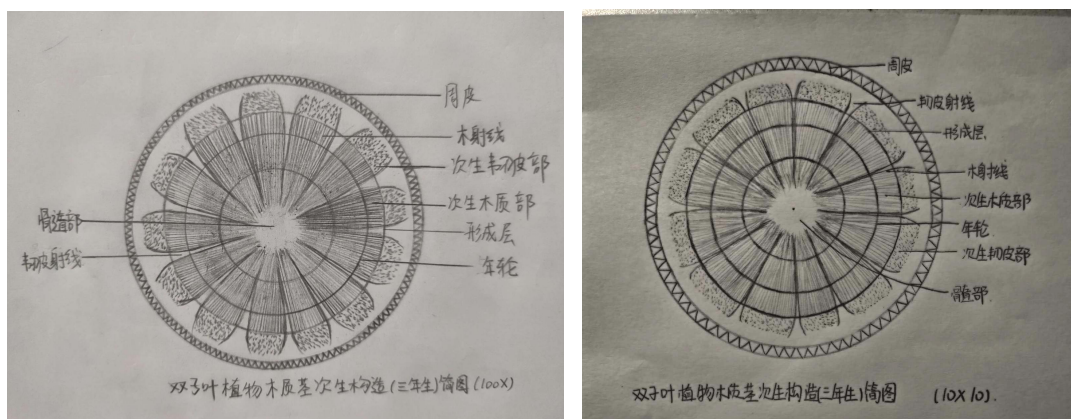 周皮
木射线
次生韧皮部
次生木质部
形成层
年轮
髓部
韧皮射线
双子叶植物木质茎次生构造(三年生)简图(100X)
周皮
韧皮射线
形成层
木射线
次生木质部
年轮
次生韧皮部
髓部
双子叶植物木质茎次生构造(三年生)简图 (10X10).